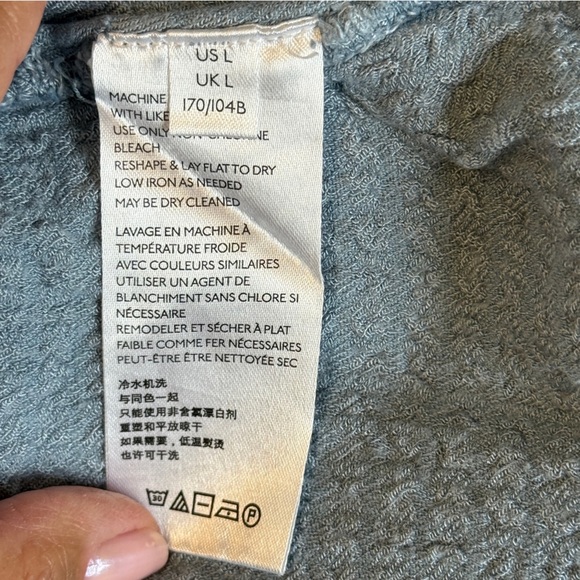 US L
UK L
170/104B
MACHINE
WITH LIKE
USE ONLY NON-CHLORINE
BLEACH
RESHAPE & LAY FLAT TO DRY
LOW IRON AS NEEDED
MAY BE DRY CLEANED
LAVAGE EN MACHINE À
TEMPÉRATURE FROIDE
AVEC COULEURS SIMILAIRES
UTILISER UN AGENT DE
BLANCHIMENT SANS CHLORE SI
NÉCESSAIRE
REMODELER ET SÉCHER À PLAT
FAIBLE COMME FER NÉCESSAIRE
PEUT-ÊTRE ÊTRE NETTOYÉE SEC
冷水机洗
与同色一起
只能使用非含氯漂白剂
重塑和平放晾干
如果需要，低温熨烫
也许可干洗
30 P